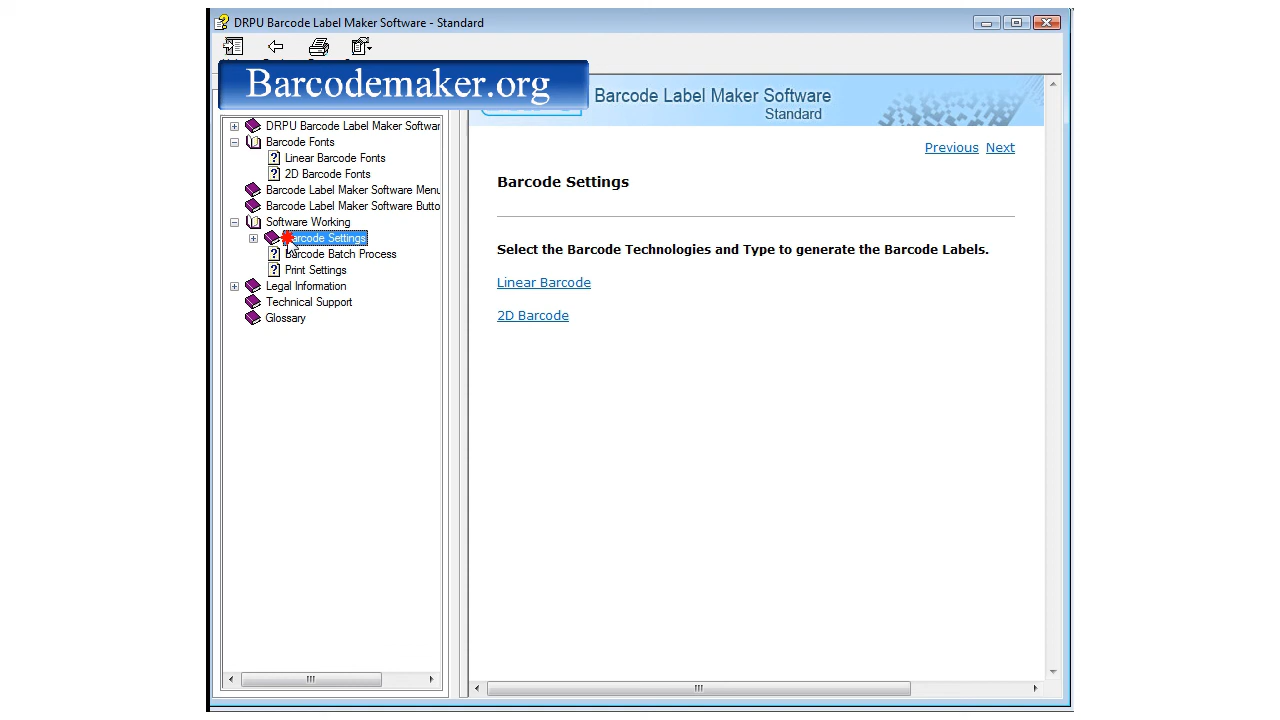 DRPU Barcode Label Maker Software - Standard
Barcodemaker.org
Barcode Label Maker Software
Standard
DRPU Barcode Label Maker Softwar
Barcode Fonts
Linear Barcode Fonts
2D Barcode Fonts
Barcode Label Maker Software Menu
Barcode Label Maker Software Butto
Software Working
Barcode Settings
Barcode Batch Process
Print Settings
Legal Information
Technical Support
Glossary
Previous Next
Barcode Settings
Select the Barcode Technologies and Type to generate the Barcode Labels.
Linear Barcode
2D Barcode